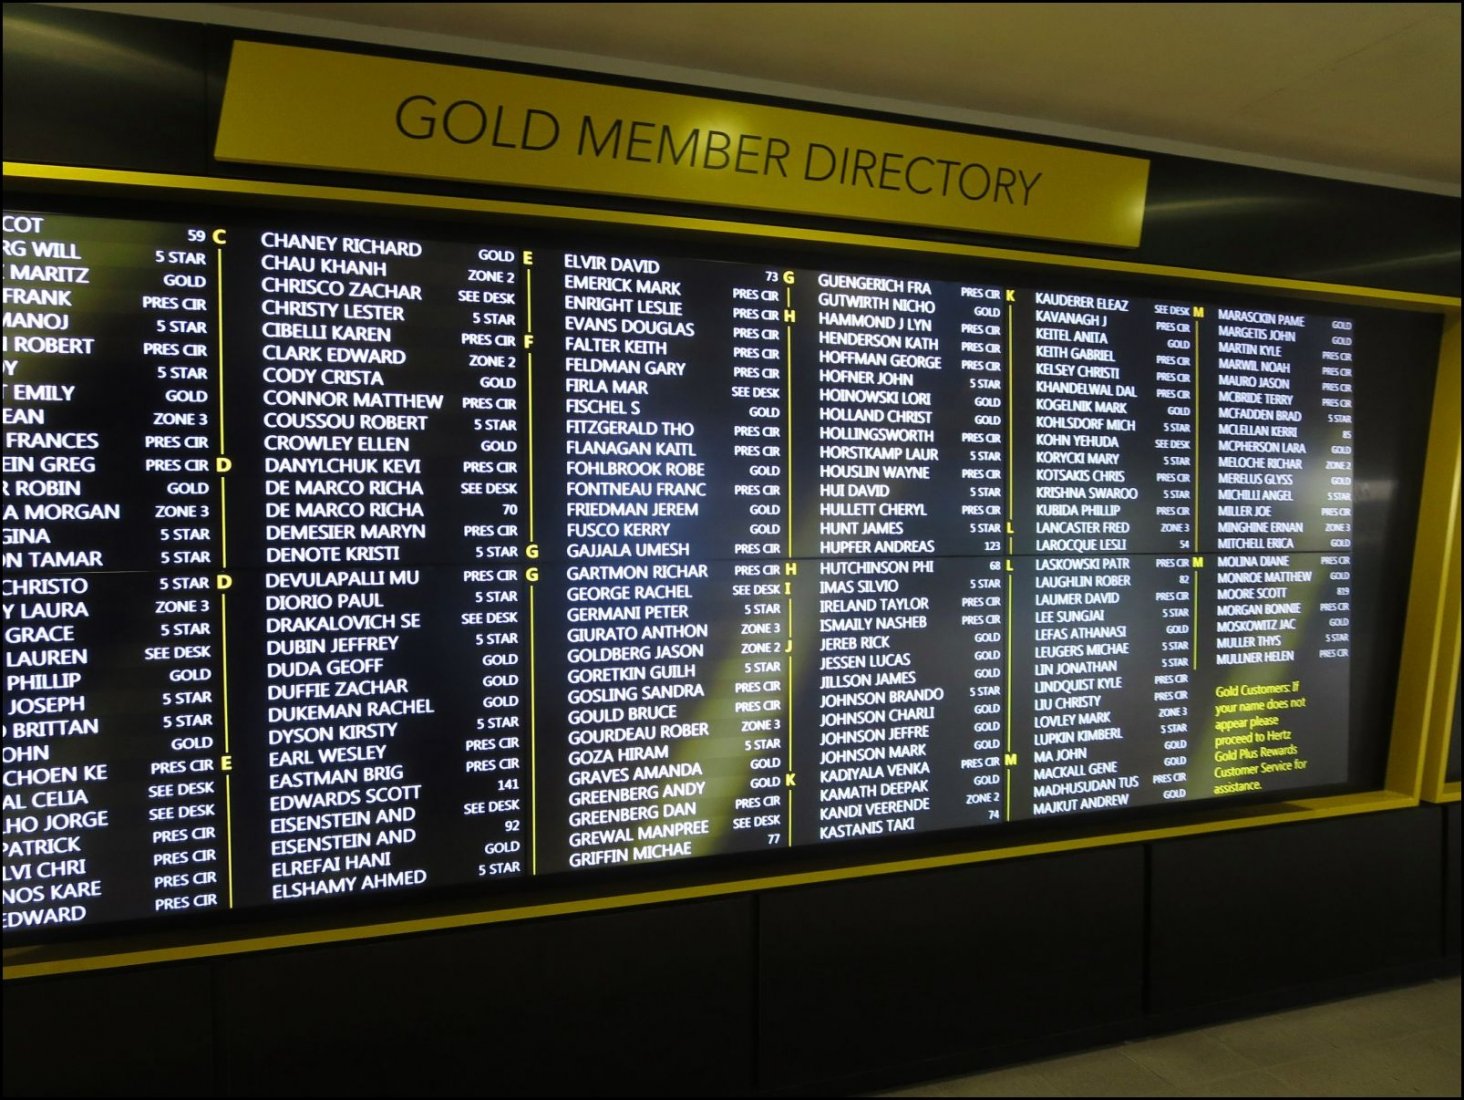 GOLD MEMBER DIRECTORY
COT 59
RG WILL 5 STAR
MARITZ GOLD
FRANK PRES CIR
MANOJ 5 STAR
ROBERT PRES CIR
Y 5 STAR
EMILY GOLD
EAN ZONE 3
FRANCES PRES CIR
EIN GREG PRES CIR
R ROBIN GOLD
A MORGAN ZONE 3
GINA 5 STAR
ON TAMAR 5 STAR
CHRISTO 5 STAR
Y LAURA ZONE 3
GRACE 5 STAR
LAUREN SEE DESK
PHILLIP GOLD
JOSEPH 5 STAR
BRITTAN 5 STAR
OHN GOLD
CHOEN KE PRES CIR
AL CELIA SEE DESK
LHO JORGE SEE DESK
PATRICK PRES CIR
LVI CHRI PRES CIR
NOS KARE PRES CIR
EDWARD PRES CIR
C CHANEY RICHARD GOLD
CHAU KHANH ZONE 2
CHRISCO ZACHAR SEE DESK
CHRISTY LESTER 5 STAR
CIBELLI KAREN PRES CIR
CLARK EDWARD ZONE 2
CODY CRISTA GOLD
CONNOR MATTHEW PRES CIR
COUSSOU ROBERT 5 STAR
CROWLEY ELLEN GOLD
D DANYLCHUK KEVI PRES CIR
DE MARCO RICHA SEE DESK
DE MARCO RICHA 70
DEMESIER MARYN PRES CIR
DENOTE KRISTI 5 STAR
D DEVULAPALLI MU PRES CIR
DIORIO PAUL 5 STAR
DRAKALOVICH SE SEE DESK
DUBIN JEFFREY 5 STAR
DUDA GEOFF GOLD
DUFFIE ZACHAR GOLD
DUKEMAN RACHEL GOLD
DYSON KIRSTY 5 STAR
E EARL WESLEY PRES CIR
EASTMAN BRIG PRES CIR
EDWARDS SCOTT 141
EISENSTEIN AND SEE DESK
EISENSTEIN AND 92
ELREFAI HANI GOLD
ELSHAMY AHMED 5 STAR
E ELVIR DAVID 73
EMERICK MARK PRES CIR
ENRIGHT LESLIE PRES CIR
EVANS DOUGLAS PRES CIR
F FALTER KEITH PRES CIR
FELDMAN GARY PRES CIR
FIRLA MAR SEE DESK
FISCHEL S GOLD
FITZGERALD THO PRES CIR
FLANAGAN KAITL PRES CIR
FOHLBROOK ROBE GOLD
FONTNEAU FRANC PRES CIR
FRIEDMAN JEREM GOLD
FUSCO KERRY GOLD
G GAJJALA UMESH PRES CIR
G GARTMON RICHAR PRES CIR
GEORGE RACHEL SEE DESK
GERMANI PETER 5 STAR
GIURATO ANTHON ZONE 3
GOLDBERG JASON ZONE 2
GORETKIN GUILH 5 STAR
GOSLING SANDRA PRES CIR
GOULD BRUCE PRES CIR
GOURDEAU ROBER ZONE 3
GOZA HIRAM 5 STAR
GRAVES AMANDA GOLD
GREENBERG ANDY GOLD
GREENBERG DAN PRES CIR
GREWAL MANPREE SEE DESK
GRIFFIN MICHAE 77
G GUENGERICH FRA PRES CIR
GUTWIRTH NICHO GOLD
H HAMMOND J LYN PRES CIR
HENDERSON KATH PRES CIR
HOFFMAN GEORGE PRES CIR
HOFNER JOHN 5 STAR
HOINOWSKI LORI GOLD
HOLLAND CHRIST GOLD
HOLLINGSWORTH PRES CIR
HORSTKAMP LAUR 5 STAR
HOUSLIN WAYNE PRES CIR
HUI DAVID 5 STAR
HULLETT CHERYL PRES CIR
HUNT JAMES 5 STAR
HUPFER ANDREAS 123
H HUTCHINSON PHI 68
I IMAS SILVIO 5 STAR
IRELAND TAYLOR PRES CIR
ISMAILY NASHEB PRES CIR
J JEREB RICK GOLD
JESSEN LUCAS GOLD
JILLSON JAMES GOLD
JOHNSON BRANDO 5 STAR
JOHNSON CHARLI GOLD
JOHNSON JEFFRE GOLD
JOHNSON MARK GOLD
K KADIYALA VENKA PRES CIR
KAMATH DEEPAK GOLD
KANDI VEERENDE ZONE 2
KASTANIS TAKI 74
K KAUDERER ELEAZ SEE DESK
KAVANAGH J PRES CIR
KEITEL ANITA GOLD
KEITH GABRIEL PRES CIR
KELSEY CHRISTI PRES CIR
KHANDELWAL DAL PRES CIR
KOGELNIK MARK GOLD
KOHLSDORF MICH 5 STAR
KOHN YEHUDA SEE DESK
KORYCKI MARY 5 STAR
KOTSAKIS CHRIS PRES CIR
KRISHNA SWAROO 5 STAR
KUBIDA PHILLIP 5 STAR
L LANCASTER FRED ZONE 3
LAROCQUE LESLI 54
L LASKOWSKI PATR PRES CIR
LAUGHLIN ROBER 82
LAUMER DAVID PRES CIR
LEE SUNGJAI 5 STAR
LEFAS ATHANASI GOLD
LEUGERS MICHAE 5 STAR
LIN JONATHAN 5 STAR
LINDQUIST KYLE PRES CIR
LIU CHRISTY PRES CIR
LOVLEY MARK ZONE 3
LUPKIN KIMBERL 5 STAR
M MA JOHN GOLD
MACKALL GENE GOLD
MADHUSUDAN TUS PRES CIR
MAJKUT ANDREW GOLD
M MARASCKIN PAME GOLD
MARGETIS JOHN GOLD
MARTIN KYLE PRES CIR
MARWIL NOAH PRES CIR
MAURO JASON PRES CIR
MCBRIDE TERRY PRES CIR
MCFADDEN BRAD 5 STAR
MCLELLAN KERRI 85
MCPHERSON LARA GOLD
MELOCHE RICHAR ZONE 2
MERELUS GLYSS GOLD
MICHILLI ANGEL 5 STAR
MILLER JOE PRES CIR
MINGHINE ERNAN ZONE 3
MITCHELL ERICA GOLD
M MOLINA DIANE PRES CIR
MONROE MATTHEW GOLD
MOORE SCOTT 819
MORGAN BONNIE PRES CIR
MOSKOWITZ JAC GOLD
MULLER THYS 5 STAR
MULLNER HELEN PRES CIR
Gold Customers: If
your name does not
appear please
proceed to Hertz
Gold Plus Rewards
Customer Service for
assistance.